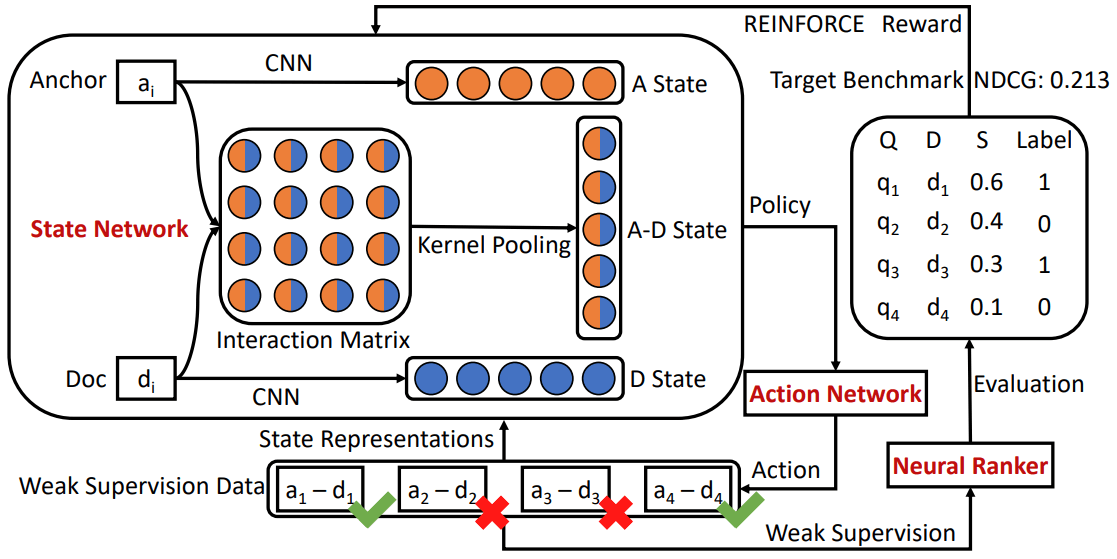 REINFORCE Reward
Target Benchmark NDCG: 0.213
Anchor
a_i
CNN
A State
State Network
Interaction Matrix
Kernel Pooling
A-D State
Doc
d_i
CNN
D State
Policy
Action Network
Action
State Representations
Weak Supervision Data
a_1 – d_1
a_2 – d_2
a_3 – d_3
a_4 – d_4
Weak Supervision
Neural Ranker
Evaluation
Q D S Label
q_1 d_1 0.6 1
q_2 d_2 0.4 0
q_3 d_3 0.3 1
q_4 d_4 0.1 0